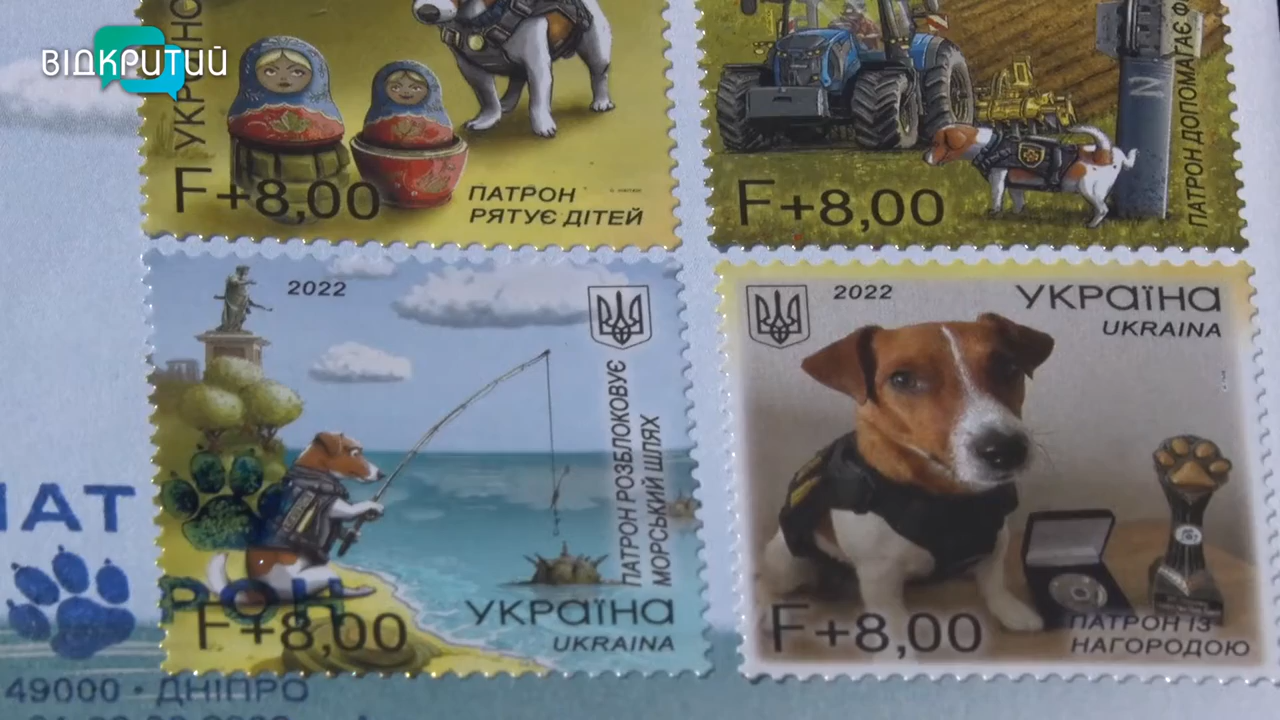 ВІДКРИТИЙ
F+8,00
ПАТРОН
РЯТУЄ ДІТЕЙ
F+8,00
ПАТРОН ДОПОМАГАЄ
2022
ПАТРОН РОЗБЛОКОВУЄ
МОРСЬКИЙ ШЛЯХ
F+8,00
УКРАЇНА
UKRAINA
2022
УКРАЇНА
UKRAINA
F+8,00
ПАТРОН ІЗ
НАГОРОДОЮ
49000 · ДНІПРО